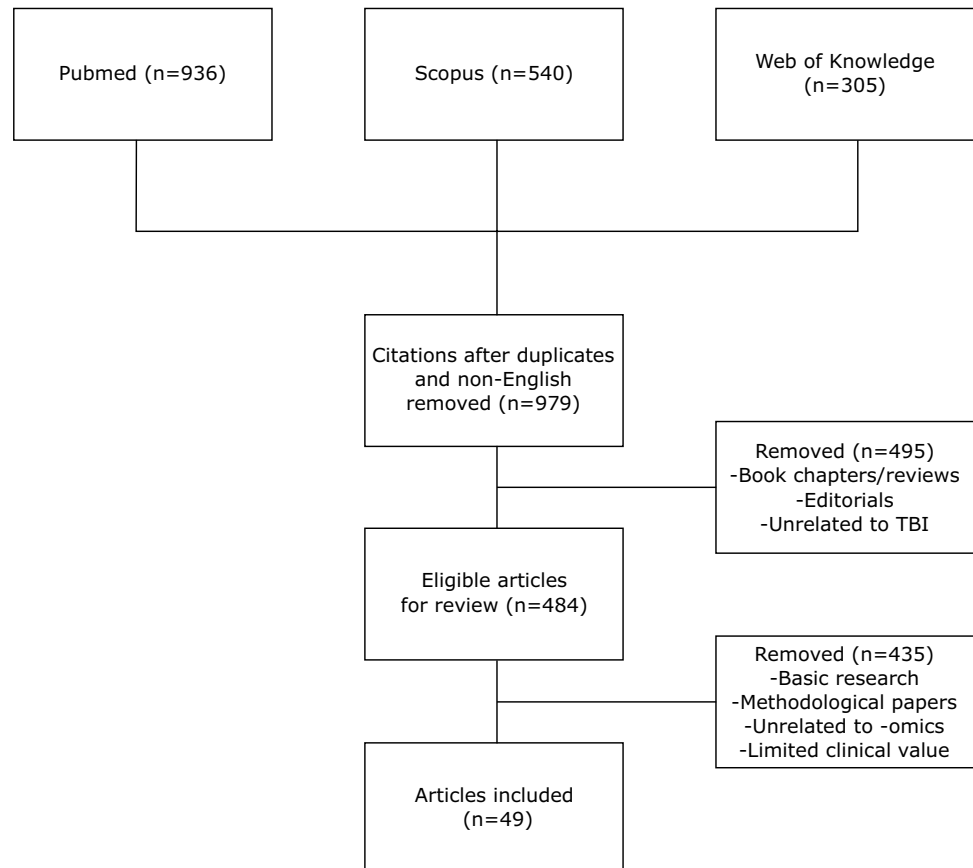 Pubmed (n=936)
Scopus (n=540)
Web of Knowledge
(n=305)
Citations after duplicates
and non-English
removed (n=979)
Removed (n=495)
-Book chapters/reviews
-Editorials
-Unrelated to TBI
Eligible articles
for review (n=484)
Removed (n=435)
-Basic research
-Methodological papers
-Unrelated to -omics
-Limited clinical value
Articles included
(n=49)